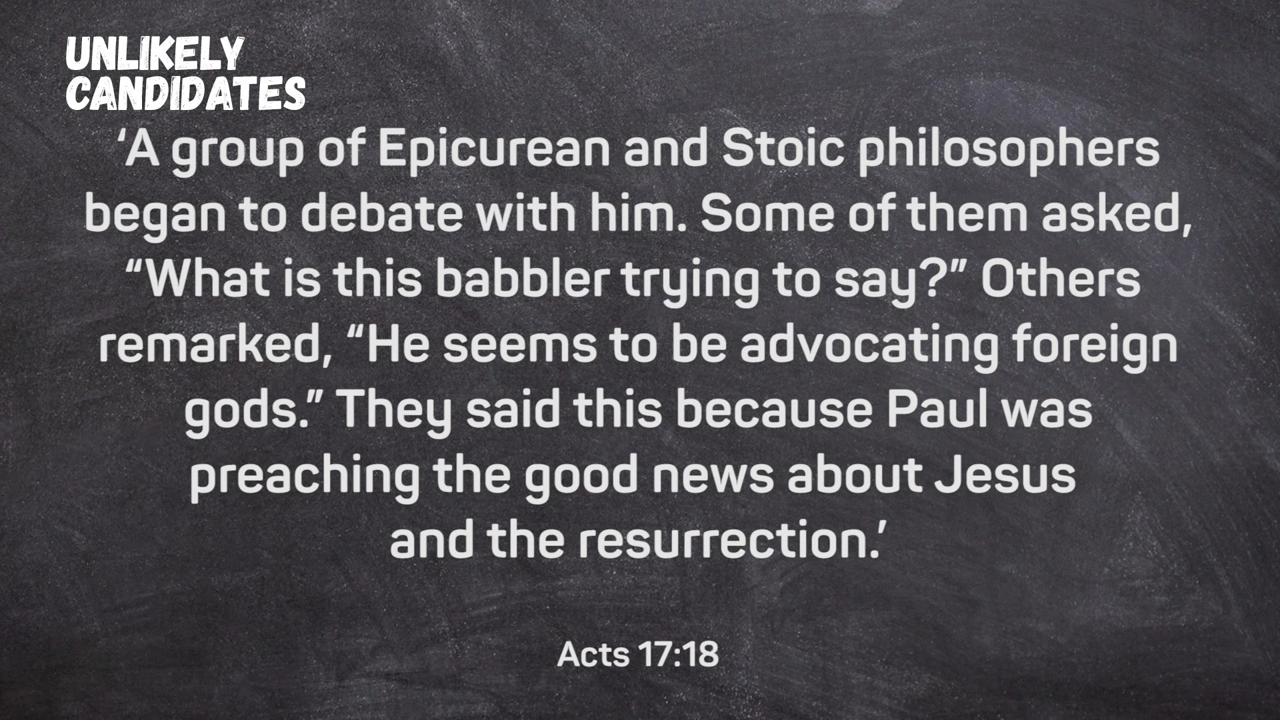 UNLIKELY
CANDIDATES
‘A group of Epicurean and Stoic philosophers
began to debate with him. Some of them asked,
“What is this babbler trying to say?” Others
remarked, “He seems to be advocating foreign
gods.” They said this because Paul was
preaching the good news about Jesus
and the resurrection.’
Acts 17:18